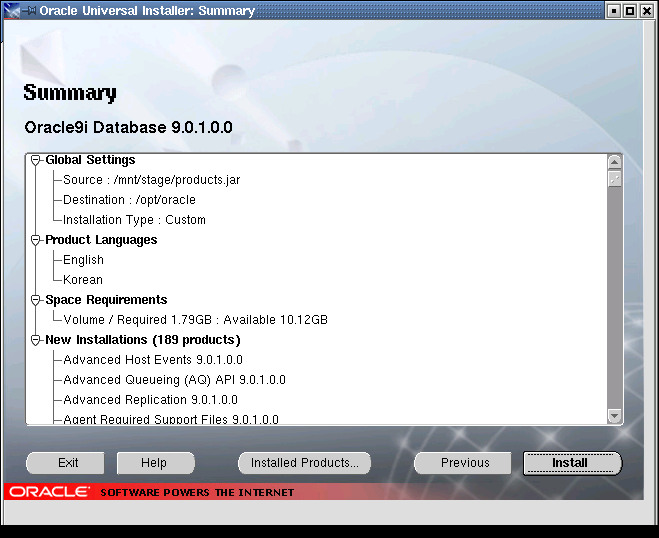 Oracle Universal Installer: Summary
Summary
Oracle9i Database 9.0.1.0.0
Global Settings
Source : /mnt/stage/products.jar
Destination : /opt/oracle
Installation Type : Custom
Product Languages
English
Korean
Space Requirements
Volume / Required 1.79GB : Available 10.12GB
New Installations (189 products)
Advanced Host Events 9.0.1.0.0
Advanced Queueing (AQ) API 9.0.1.0.0
Advanced Replication 9.0.1.0.0
Agent Required Support Files 9.0.1.0.0
Exit Help Installed Products... Previous Install
ORACLE SOFTWARE POWERS THE INTERNET